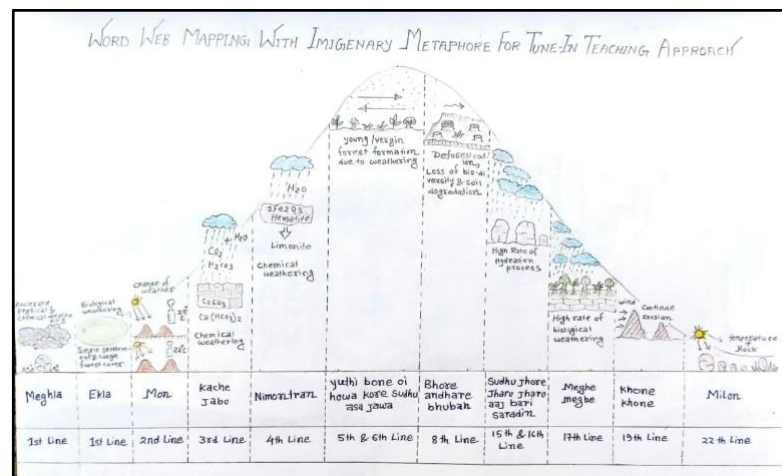 WORD WEB MAPPING WITH IMIGENARY METAPHORE FOR TUNE-IN TEACHING APPROACH
young/vergin
forest formation
due to weathering
Loss of bio-di
versity & soil
degradation
H2O
Hematite
Limonite
Chemical
weathering
High Rate of
Hydration
process
H2O
CO2
CaCO3
Ca(HCO3)2
Chemical
weathering
Change of
weather
Biological
weathering
High rate of
biological
weathering
wind
Continue
erosion
temperature
Rock
Meghla
Ekla
Mon
Kache
Jabo
Nimontran
yuthi bone oi
howa kore sudhu
asa jawa
Bhore
andhare
bhuban
Sudhu jhore
Jharo jharo
aaj bari
saradin
Meghe
meghe
Khone
khone
Milon
1st Line
1st Line
2nd Line
3rd Line
4th Line
5th & 6th Line
8th Line
15th & 16th
Line
17th Line
19th Line
22th Line